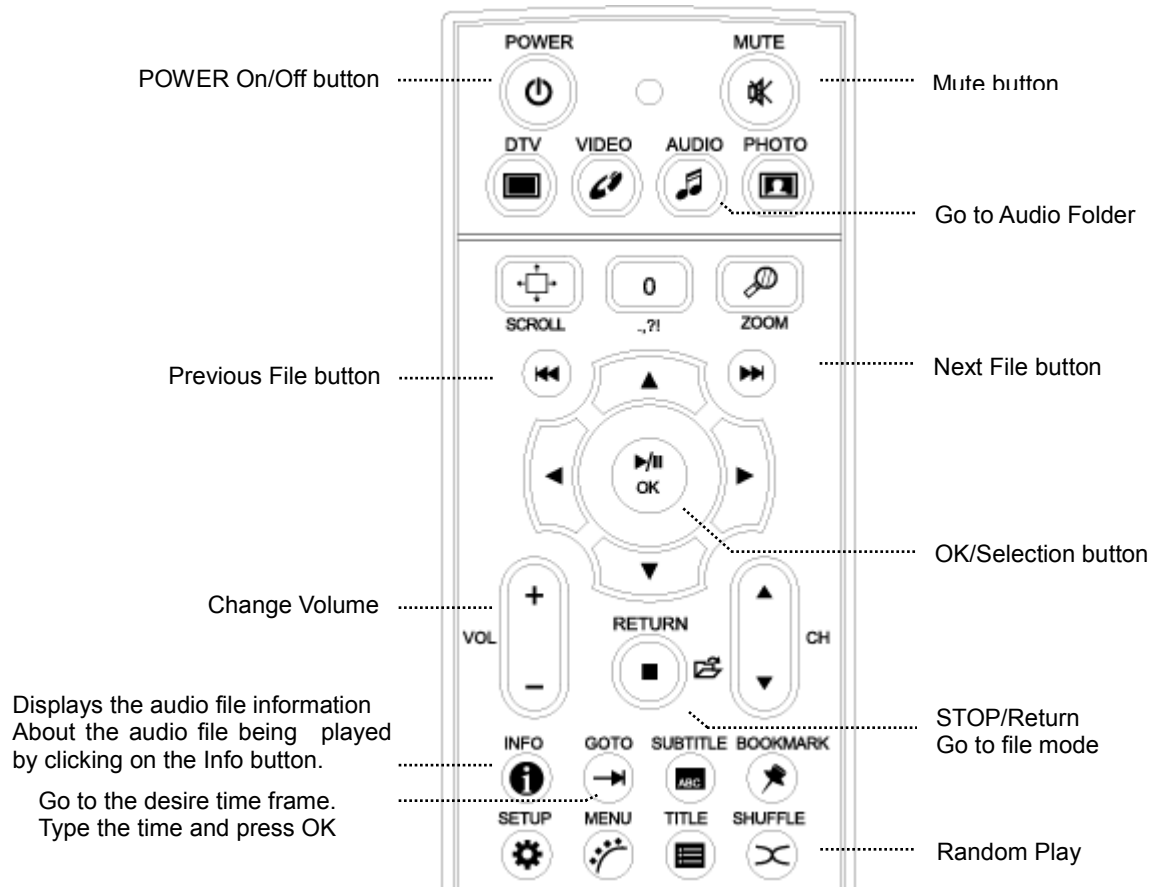 POWER
MUTE
POWER On/Off button
Mute button
DTV VIDEO AUDIO PHOTO
Go to Audio Folder
0
SCROLL .,?! ZOOM
Previous File button
Next File button
OK
OK/Selection button
Change Volume
+
VOL
−
RETURN
CH
STOP/Return
Go to file mode
Displays the audio file information
About the audio file being played
by clicking on the Info button.
INFO GOTO SUBTITLE BOOKMARK
ABC
Go to the desire time frame.
Type the time and press OK
SETUP MENU TITLE SHUFFLE
Random Play